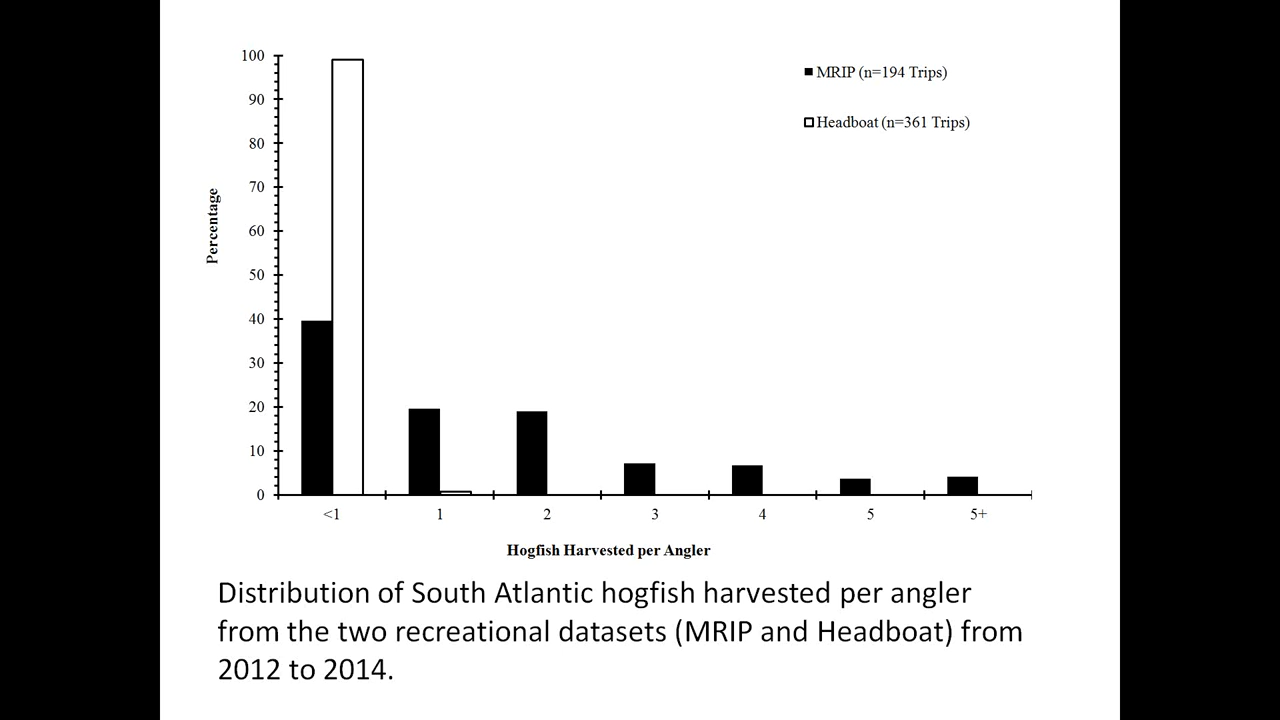 100
90
80
70
60
50
40
30
20
10
0
Percentage
MRIP (n=194 Trips)
Headboat (n=361 Trips)
<1 1 2 3 4 5 5+
Hogfish Harvested per Angler
Distribution of South Atlantic hogfish harvested per angler
from the two recreational datasets (MRIP and Headboat) from
2012 to 2014.